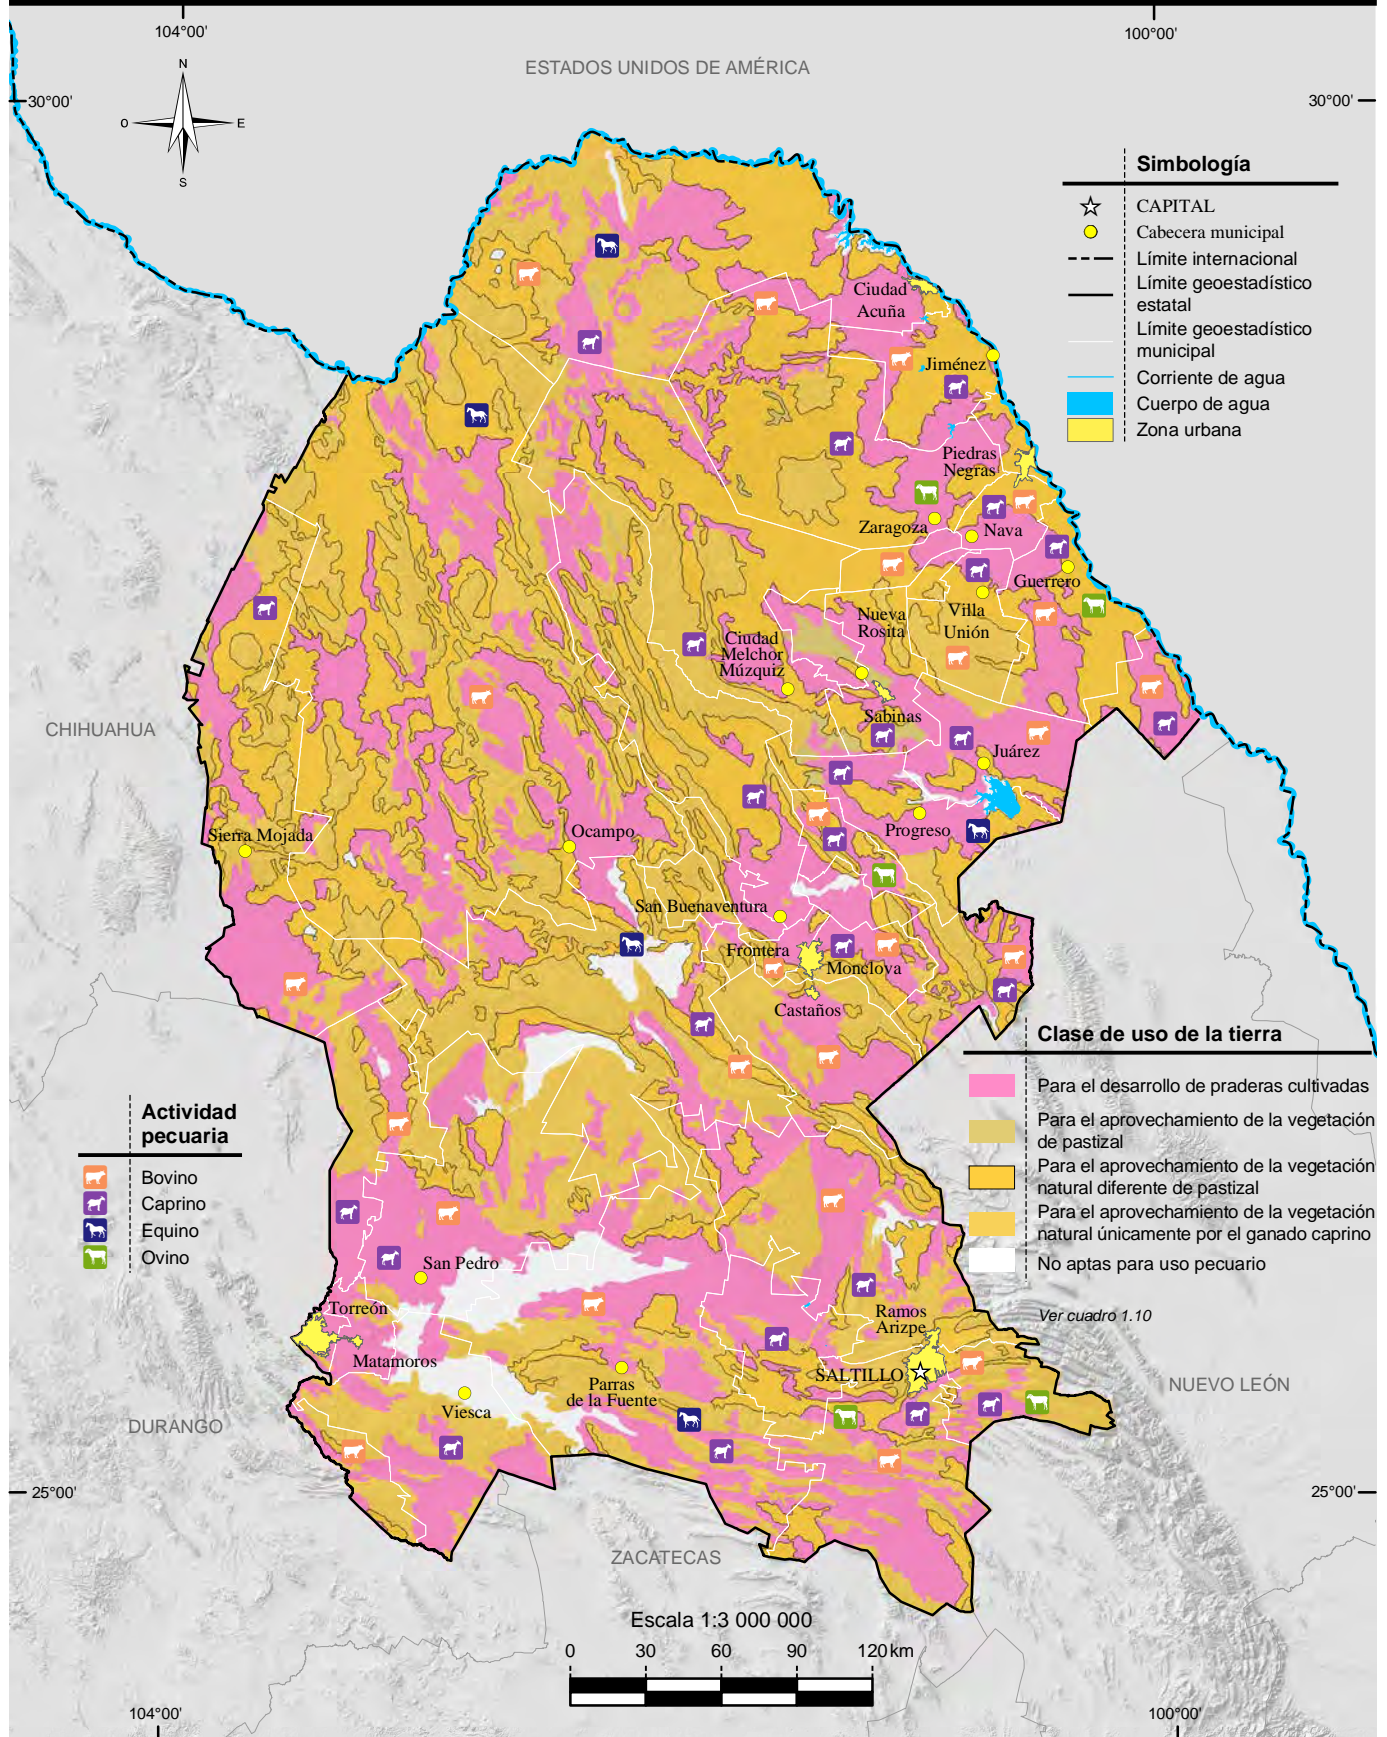 104°00'
100°00'
ESTADOS UNIDOS DE AMÉRICA
N
O
E
S
30°00'
30°00'
Simbología
CAPITAL
Cabecera municipal
Límite internacional
Límite geoestadístico
estatal
Límite geoestadístico
municipal
Corriente de agua
Cuerpo de agua
Zona urbana
Ciudad
Acuña
Jiménez
Piedras
Negras
Zaragoza
Nava
Guerrero
Villa
Unión
Nueva
Rosita
Ciudad
Melchor
Múzquiz
Sabinas
Juárez
CHIHUAHUA
Sierra Mojada
Ocampo
Progreso
San Buenaventura
Frontera
Monclova
Castaños
Clase de uso de la tierra
Para el desarrollo de praderas cultivadas
Para el aprovechamiento de la vegetación
de pastizal
Para el aprovechamiento de la vegetación
natural diferente de pastizal
Para el aprovechamiento de la vegetación
natural únicamente por el ganado caprino
No aptas para uso pecuario
Ver cuadro 1.10
Actividad
pecuaria
Bovino
Caprino
Equino
Ovino
San Pedro
Torreón
Matamoros
Viesca
Parras
de la Fuente
Ramos
Arizpe
SALTILLO
NUEVO LEÓN
DURANGO
25°00'
25°00'
ZACATECAS
Escala 1:3 000 000
0 30 60 90 120 km
104°00'
100°00'